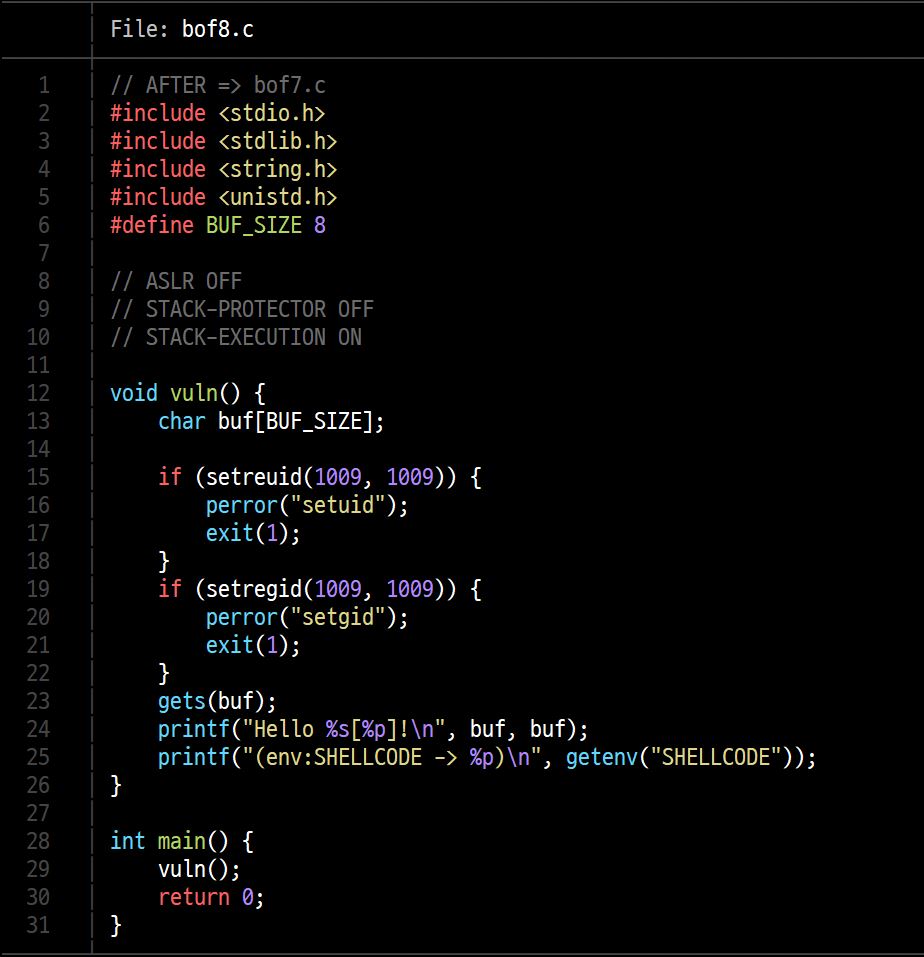 File: bof8.c
1 // AFTER => bof7.c
2 #include <stdio.h>
3 #include <stdlib.h>
4 #include <string.h>
5 #include <unistd.h>
6 #define BUF_SIZE 8
7
8 // ASLR OFF
9 // STACK-PROTECTOR OFF
10 // STACK-EXECUTION ON
11
12 void vuln() {
13     char buf[BUF_SIZE];
14
15     if (setreuid(1009, 1009)) {
16         perror("setuid");
17         exit(1);
18     }
19     if (setregid(1009, 1009)) {
20         perror("setgid");
21         exit(1);
22     }
23     gets(buf);
24     printf("Hello %s[%p]!\n", buf, buf);
25     printf("(env:SHELLCODE -> %p)\n", getenv("SHELLCODE"));
26 }
27
28 int main() {
29     vuln();
30     return 0;
31 }